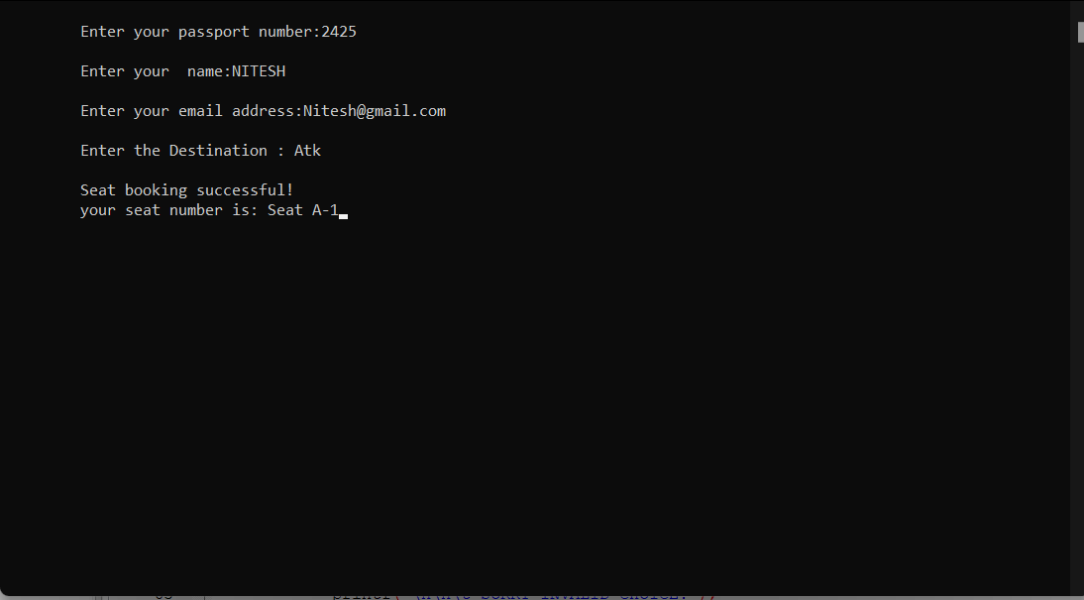 Enter your passport number:2425
Enter your  name:NITESH
Enter your email address:Nitesh@gmail.com
Enter the Destination : Atk
Seat booking successful!
your seat number is: Seat A-1